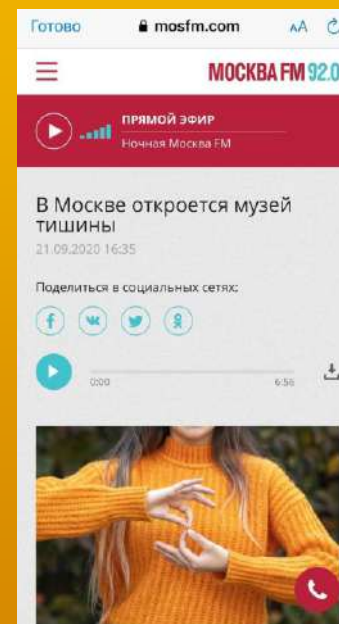 Готово mosfm.com AA
МОСКВА FM 92.0
ПРЯМОЙ ЭФИР
Ночная Москва FM
В Москве откроется музей
тишины
21.09.2020 16:35
Поделиться в социальных сетях:
0:00 6:56